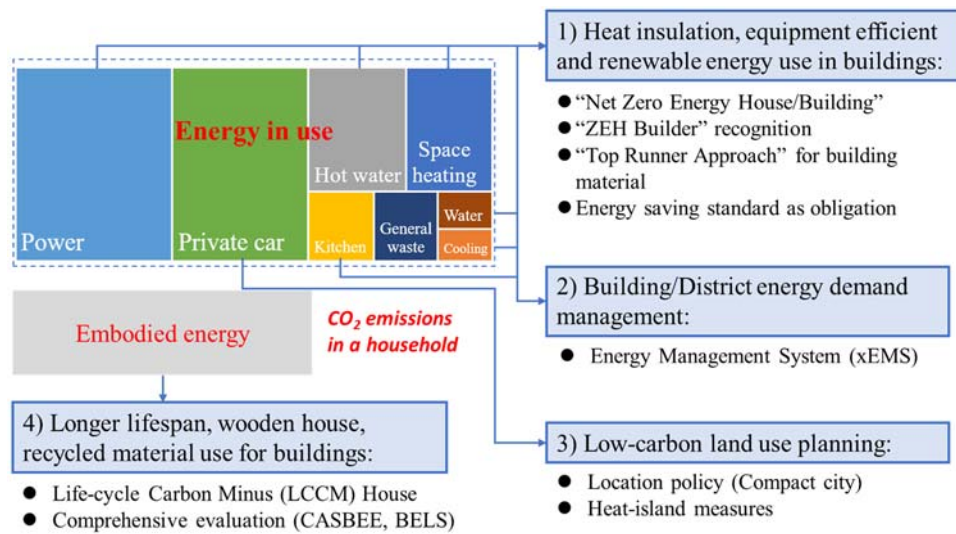 Energy in use
Power
Private car
Hot water
Space
heating
Kitchen
General
waste
Water
Cooling
Embodied energy
CO₂ emissions
in a household
1) Heat insulation, equipment efficient
and renewable energy use in buildings:
● “Net Zero Energy House/Building”
● “ZEH Builder” recognition
● “Top Runner Approach” for building
material
● Energy saving standard as obligation
2) Building/District energy demand
management:
● Energy Management System (xEMS)
3) Low-carbon land use planning:
● Location policy (Compact city)
● Heat-island measures
4) Longer lifespan, wooden house,
recycled material use for buildings:
● Life-cycle Carbon Minus (LCCM) House
● Comprehensive evaluation (CASBEE, BELS)